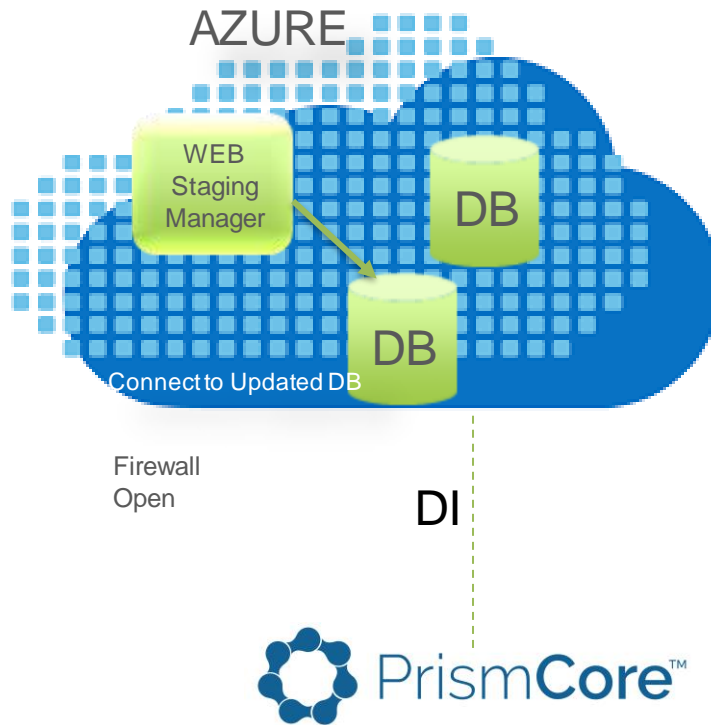 AZURE
WEB
Staging
Manager
DB
DB
Connect to Updated DB
Firewall
Open
DI
PrismCore™